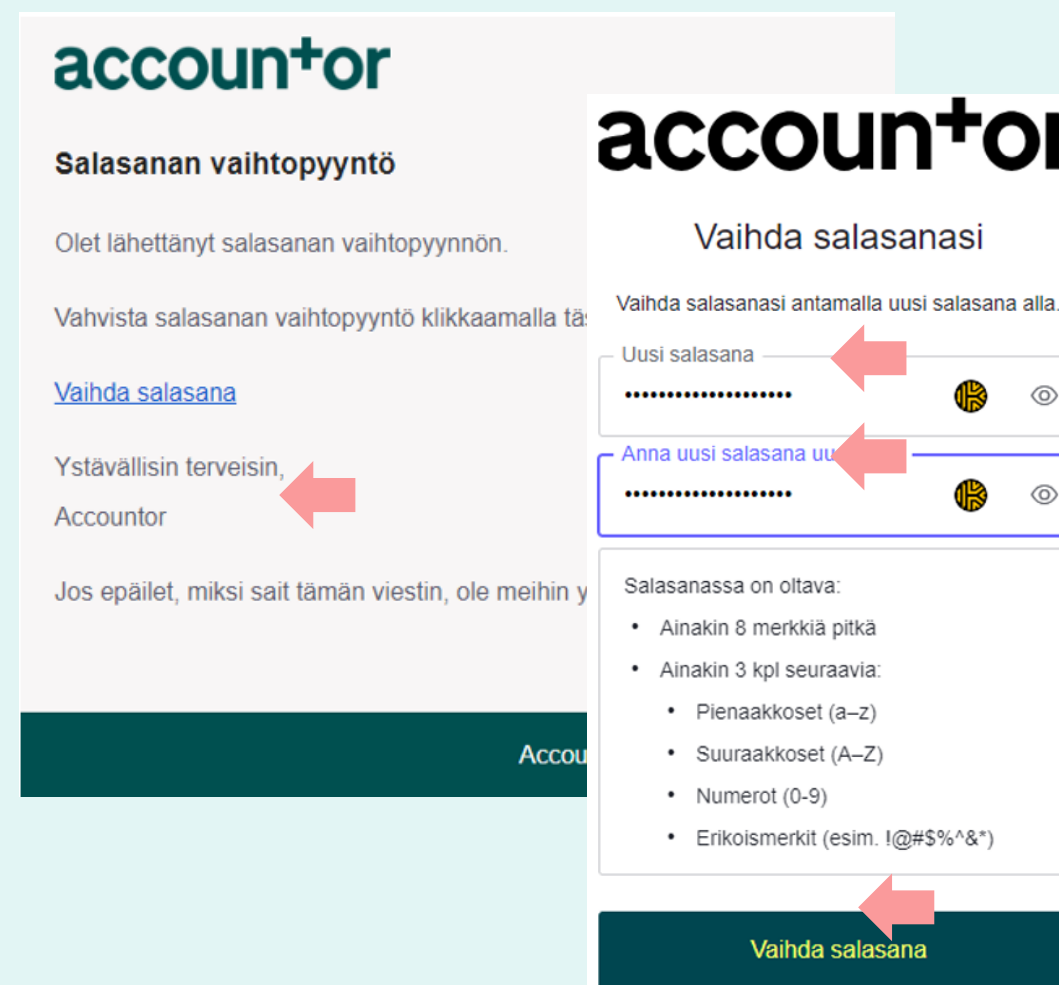 accountor
Salasanan vaihtopyyntö
Olet lähettänyt salasanan vaihtopyynnön.
Vahvista salasanan vaihtopyyntö klikkaamalla
Vaihda salasana
Ystävällisin terveisin,
Accountor
Jos epäilet, miksi sait tämän viestin, ole meihin
accountor
Vaihda salasanasi
Vaihda salasanasi antamalla uusi salasana alla.
Uusi salasana
••••••••••••••••••••
Anna uusi salasana
••••••••••••••••••••
Salasanassa on oltava:
• Ainakin 8 merkkiä pitkä
• Ainakin 3 kpl seuraavia:
• Pienaakkoset (a–z)
• Suuraakkoset (A–Z)
• Numerot (0-9)
• Erikoismerkit (esim. !@#$%^&*)
Vaihda salasana